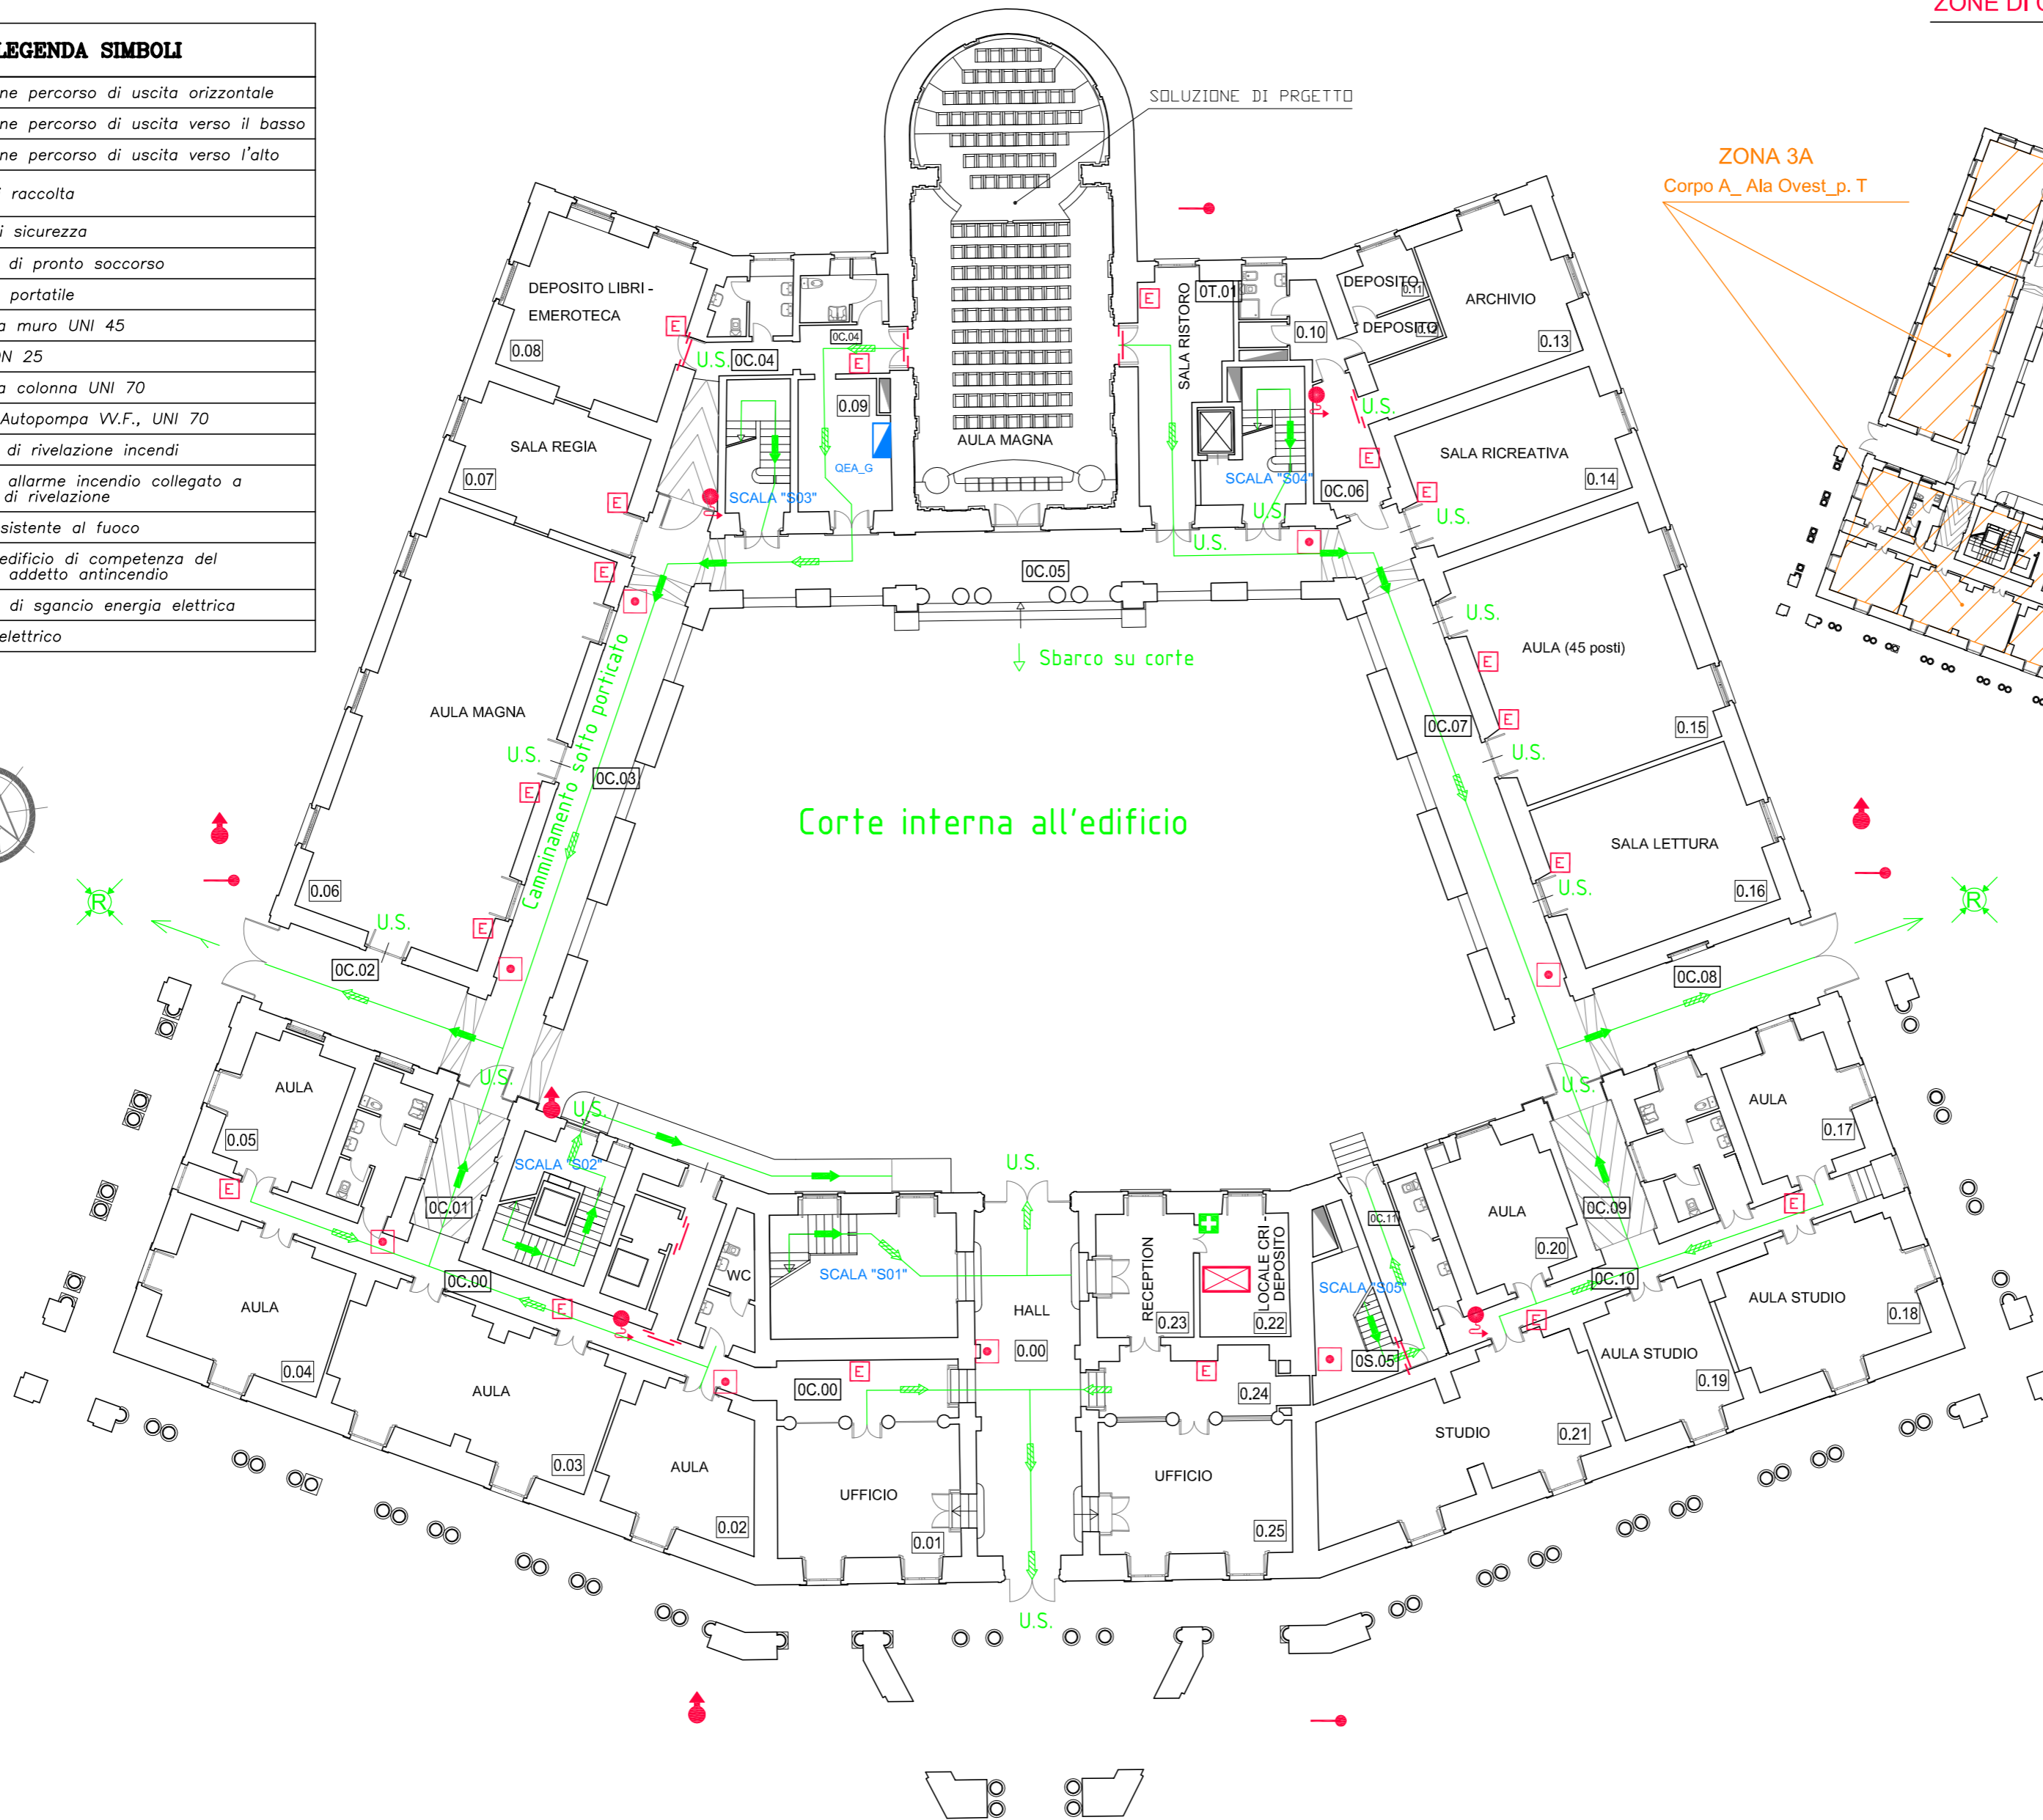 LEGENDA SIMBOLI
ne percorso di uscita orizzontale
ne percorso di uscita verso il basso
ne percorso di uscita verso l'alto
raccolta
i sicurezza
di pronto soccorso
portatile
a muro UNI 45
DN 25
a colonna UNI 70
Autopompa VV.F., UNI 70
di rivelazione incendi
allarme incendio collegato a
di rivelazione
sistente al fuoco
edificio di competenza del
addetto antincendio
di sgancio energia elettrica
elettrico
ZONE DI
SOLUZIONE DI PRGETTO
ZONA 3A
Corpo A_ Ala Ovest_p. T
DEPOSITO LIBRI -
EMEROTECA
0.08
E
U.S.
0C.04
0C.04
E
0.09
QEA_G
SCALA "S03"
SALA REGIA
0.07
E
AULA MAGNA
E
SALA RISTORO
0T.01
0.10
DEPOSITO
0.11
DEPOSITO
0.12
ARCHIVIO
0.13
U.S.
E
SCALA "S04"
U.S.
0C.06
SALA RICREATIVA
0.14
E
U.S.
U.S.
0C.05
Sbarco su corte
E
AULA MAGNA
0.06
U.S.
E
E
U.S.
Camminamento sotto porticato
0C.03
Corte interna all'edificio
U.S.
E
AULA (45 posti)
0.15
0C.07
E
U.S.
SALA LETTURA
0.16
E
U.S.
R
R
0C.02
0C.08
U.S.
U.S.
U.S.
AULA
0.05
E
0C.01
SCALA "S02"
0C.00
E
WC
SCALA "S01"
U.S.
HALL
0.00
RECEPTION
0.23
LOCALE CRI -
DEPOSITO
0.22
SCALA "S05"
0C.11
0S.05
AULA
0.20
0C.09
0C.10
E
AULA
0.17
E
AULA STUDIO
0.18
AULA STUDIO
0.19
STUDIO
0.21
AULA
0.04
AULA
0.03
AULA
0.02
0C.00
E
E
0.24
UFFICIO
0.01
UFFICIO
0.25
U.S.